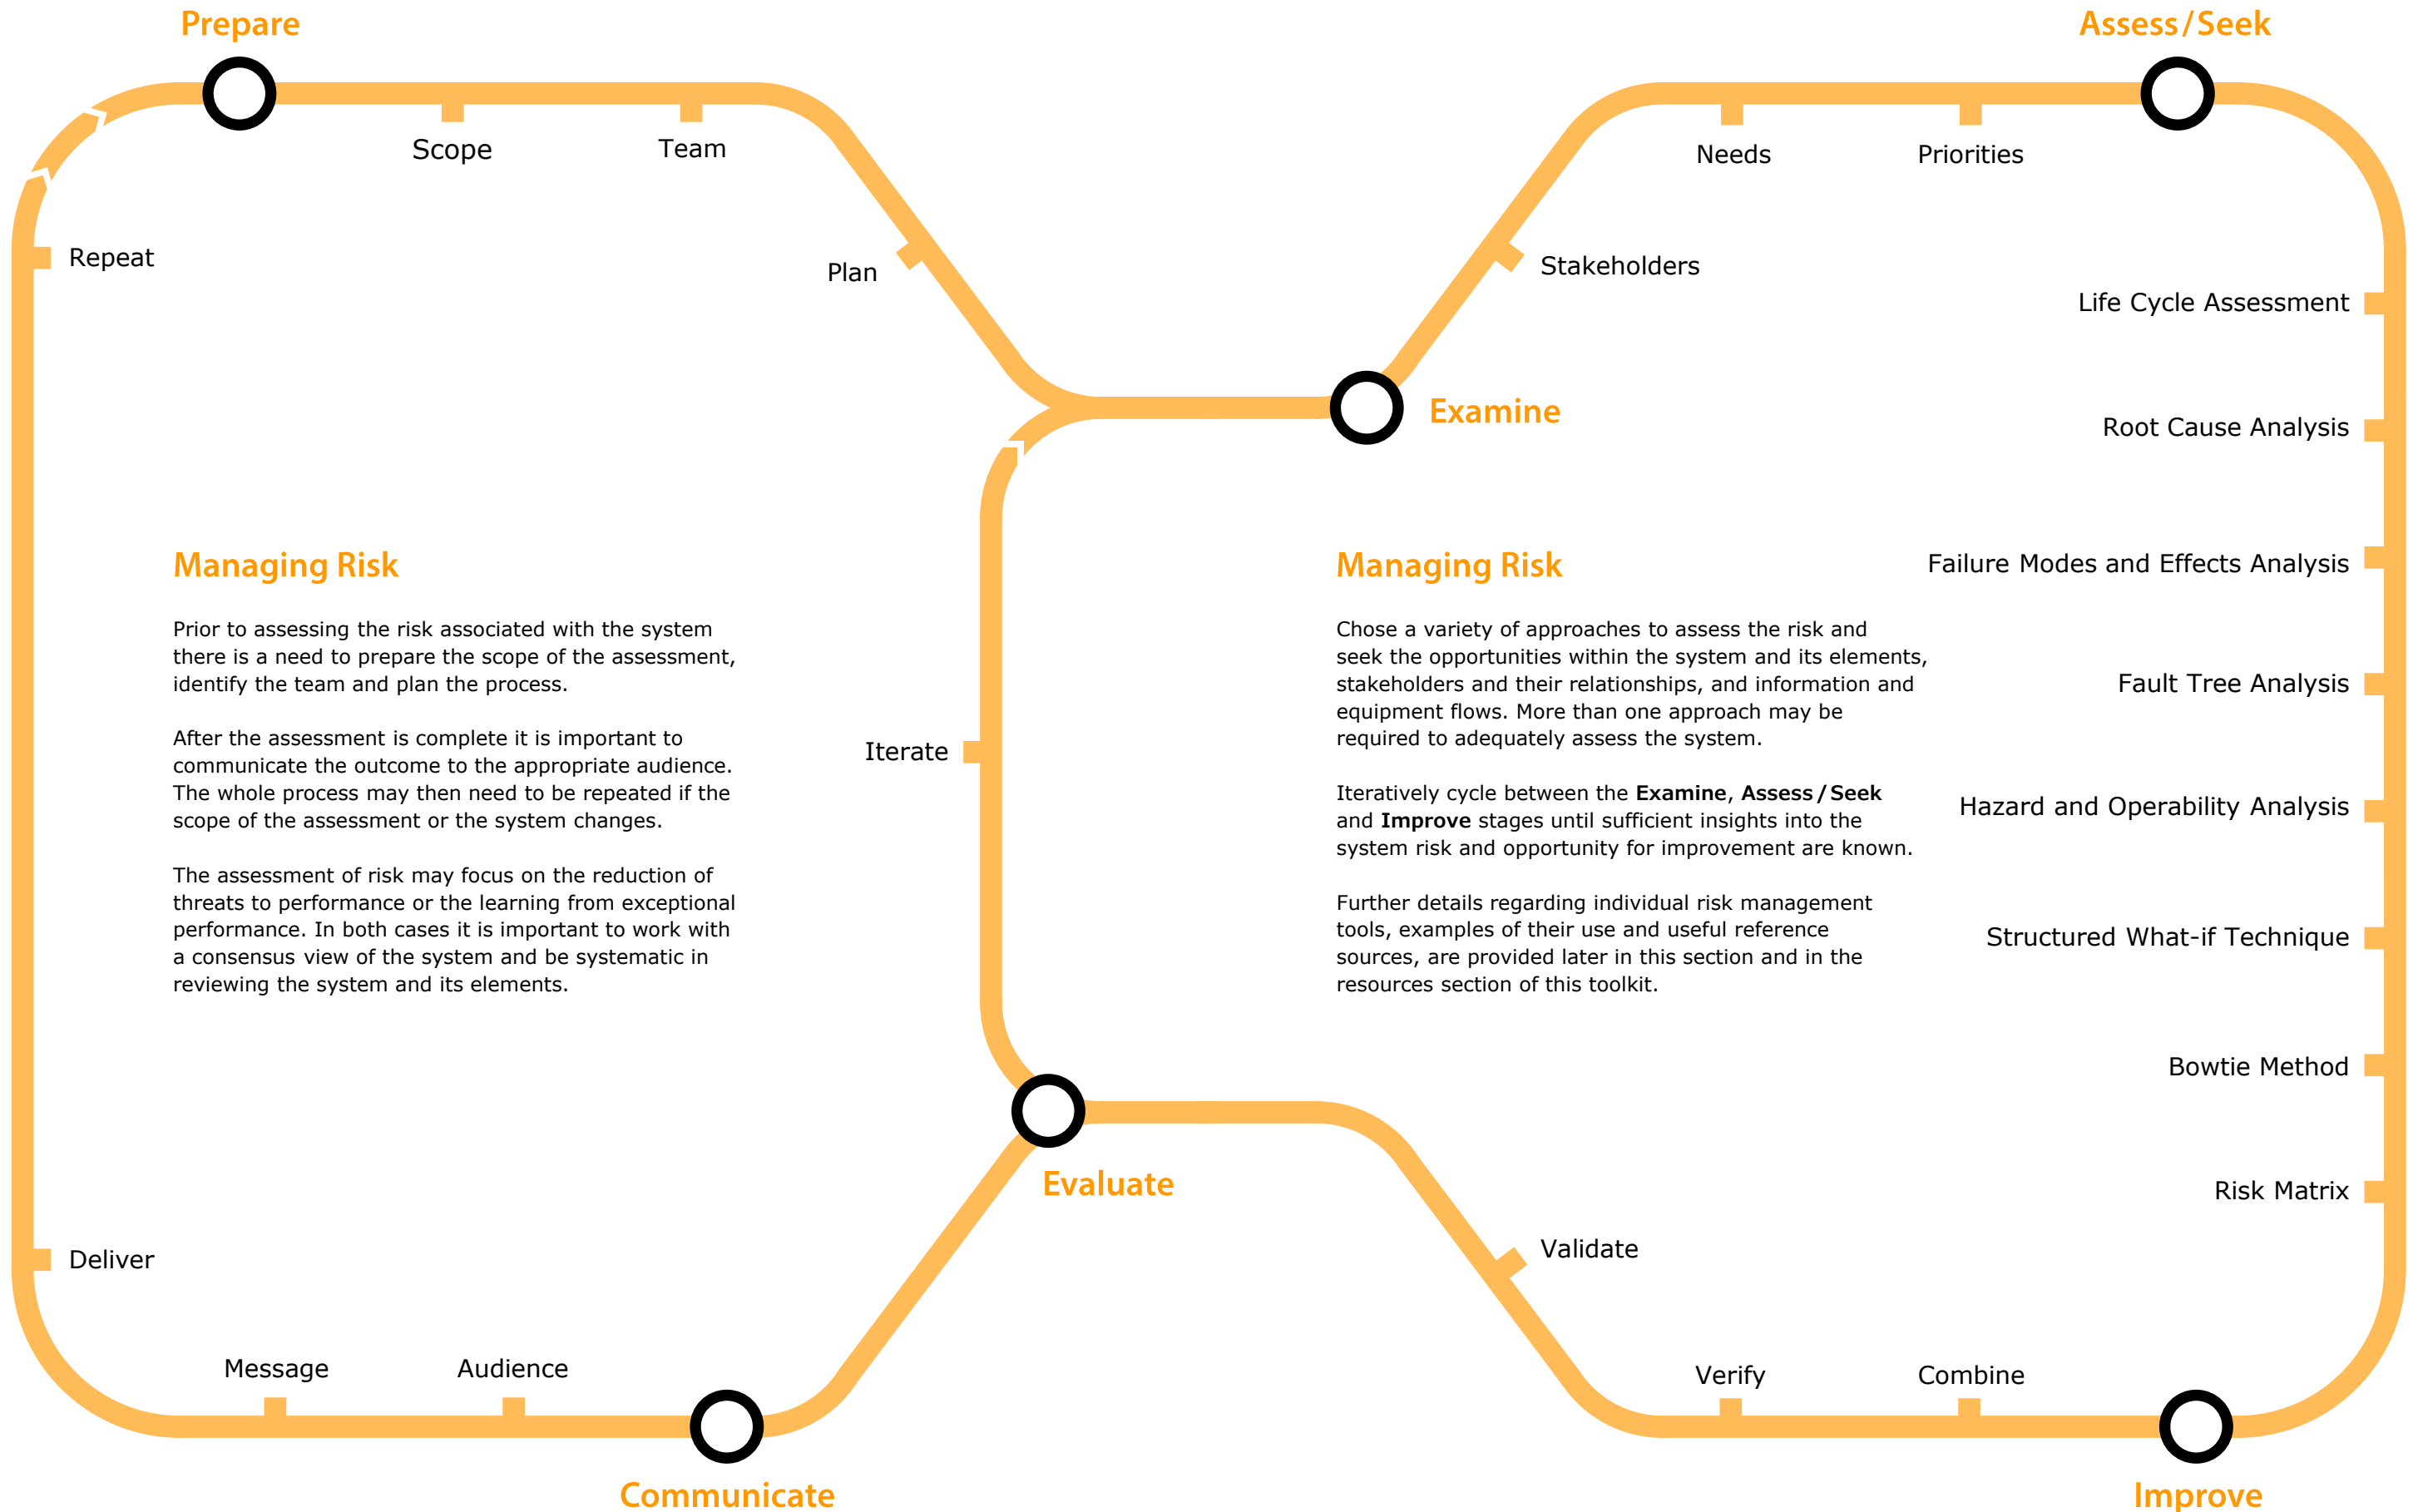 Prepare
Assess/Seek
Scope
Team
Needs
Priorities
Repeat
Plan
Stakeholders
Life Cycle Assessment
Examine
Root Cause Analysis
Managing Risk
Prior to assessing the risk associated with the system
there is a need to prepare the scope of the assessment,
identify the team and plan the process.
After the assessment is complete it is important to
communicate the outcome to the appropriate audience.
The whole process may then need to be repeated if the
scope of the assessment or the system changes.
The assessment of risk may focus on the reduction of
threats to performance or the learning from exceptional
performance. In both cases it is important to work with
a consensus view of the system and be systematic in
reviewing the system and its elements.
Iterate
Managing Risk
Chose a variety of approaches to assess the risk and
seek the opportunities within the system and its elements,
stakeholders and their relationships, and information and
equipment flows. More than one approach may be
required to adequately assess the system.
Iteratively cycle between the Examine, Assess/Seek
and Improve stages until sufficient insights into the
system risk and opportunity for improvement are known.
Further details regarding individual risk management
tools, examples of their use and useful reference
sources, are provided later in this section and in the
resources section of this toolkit.
Failure Modes and Effects Analysis
Fault Tree Analysis
Hazard and Operability Analysis
Structured What-if Technique
Bowtie Method
Evaluate
Risk Matrix
Deliver
Validate
Message
Audience
Verify
Combine
Communicate
Improve